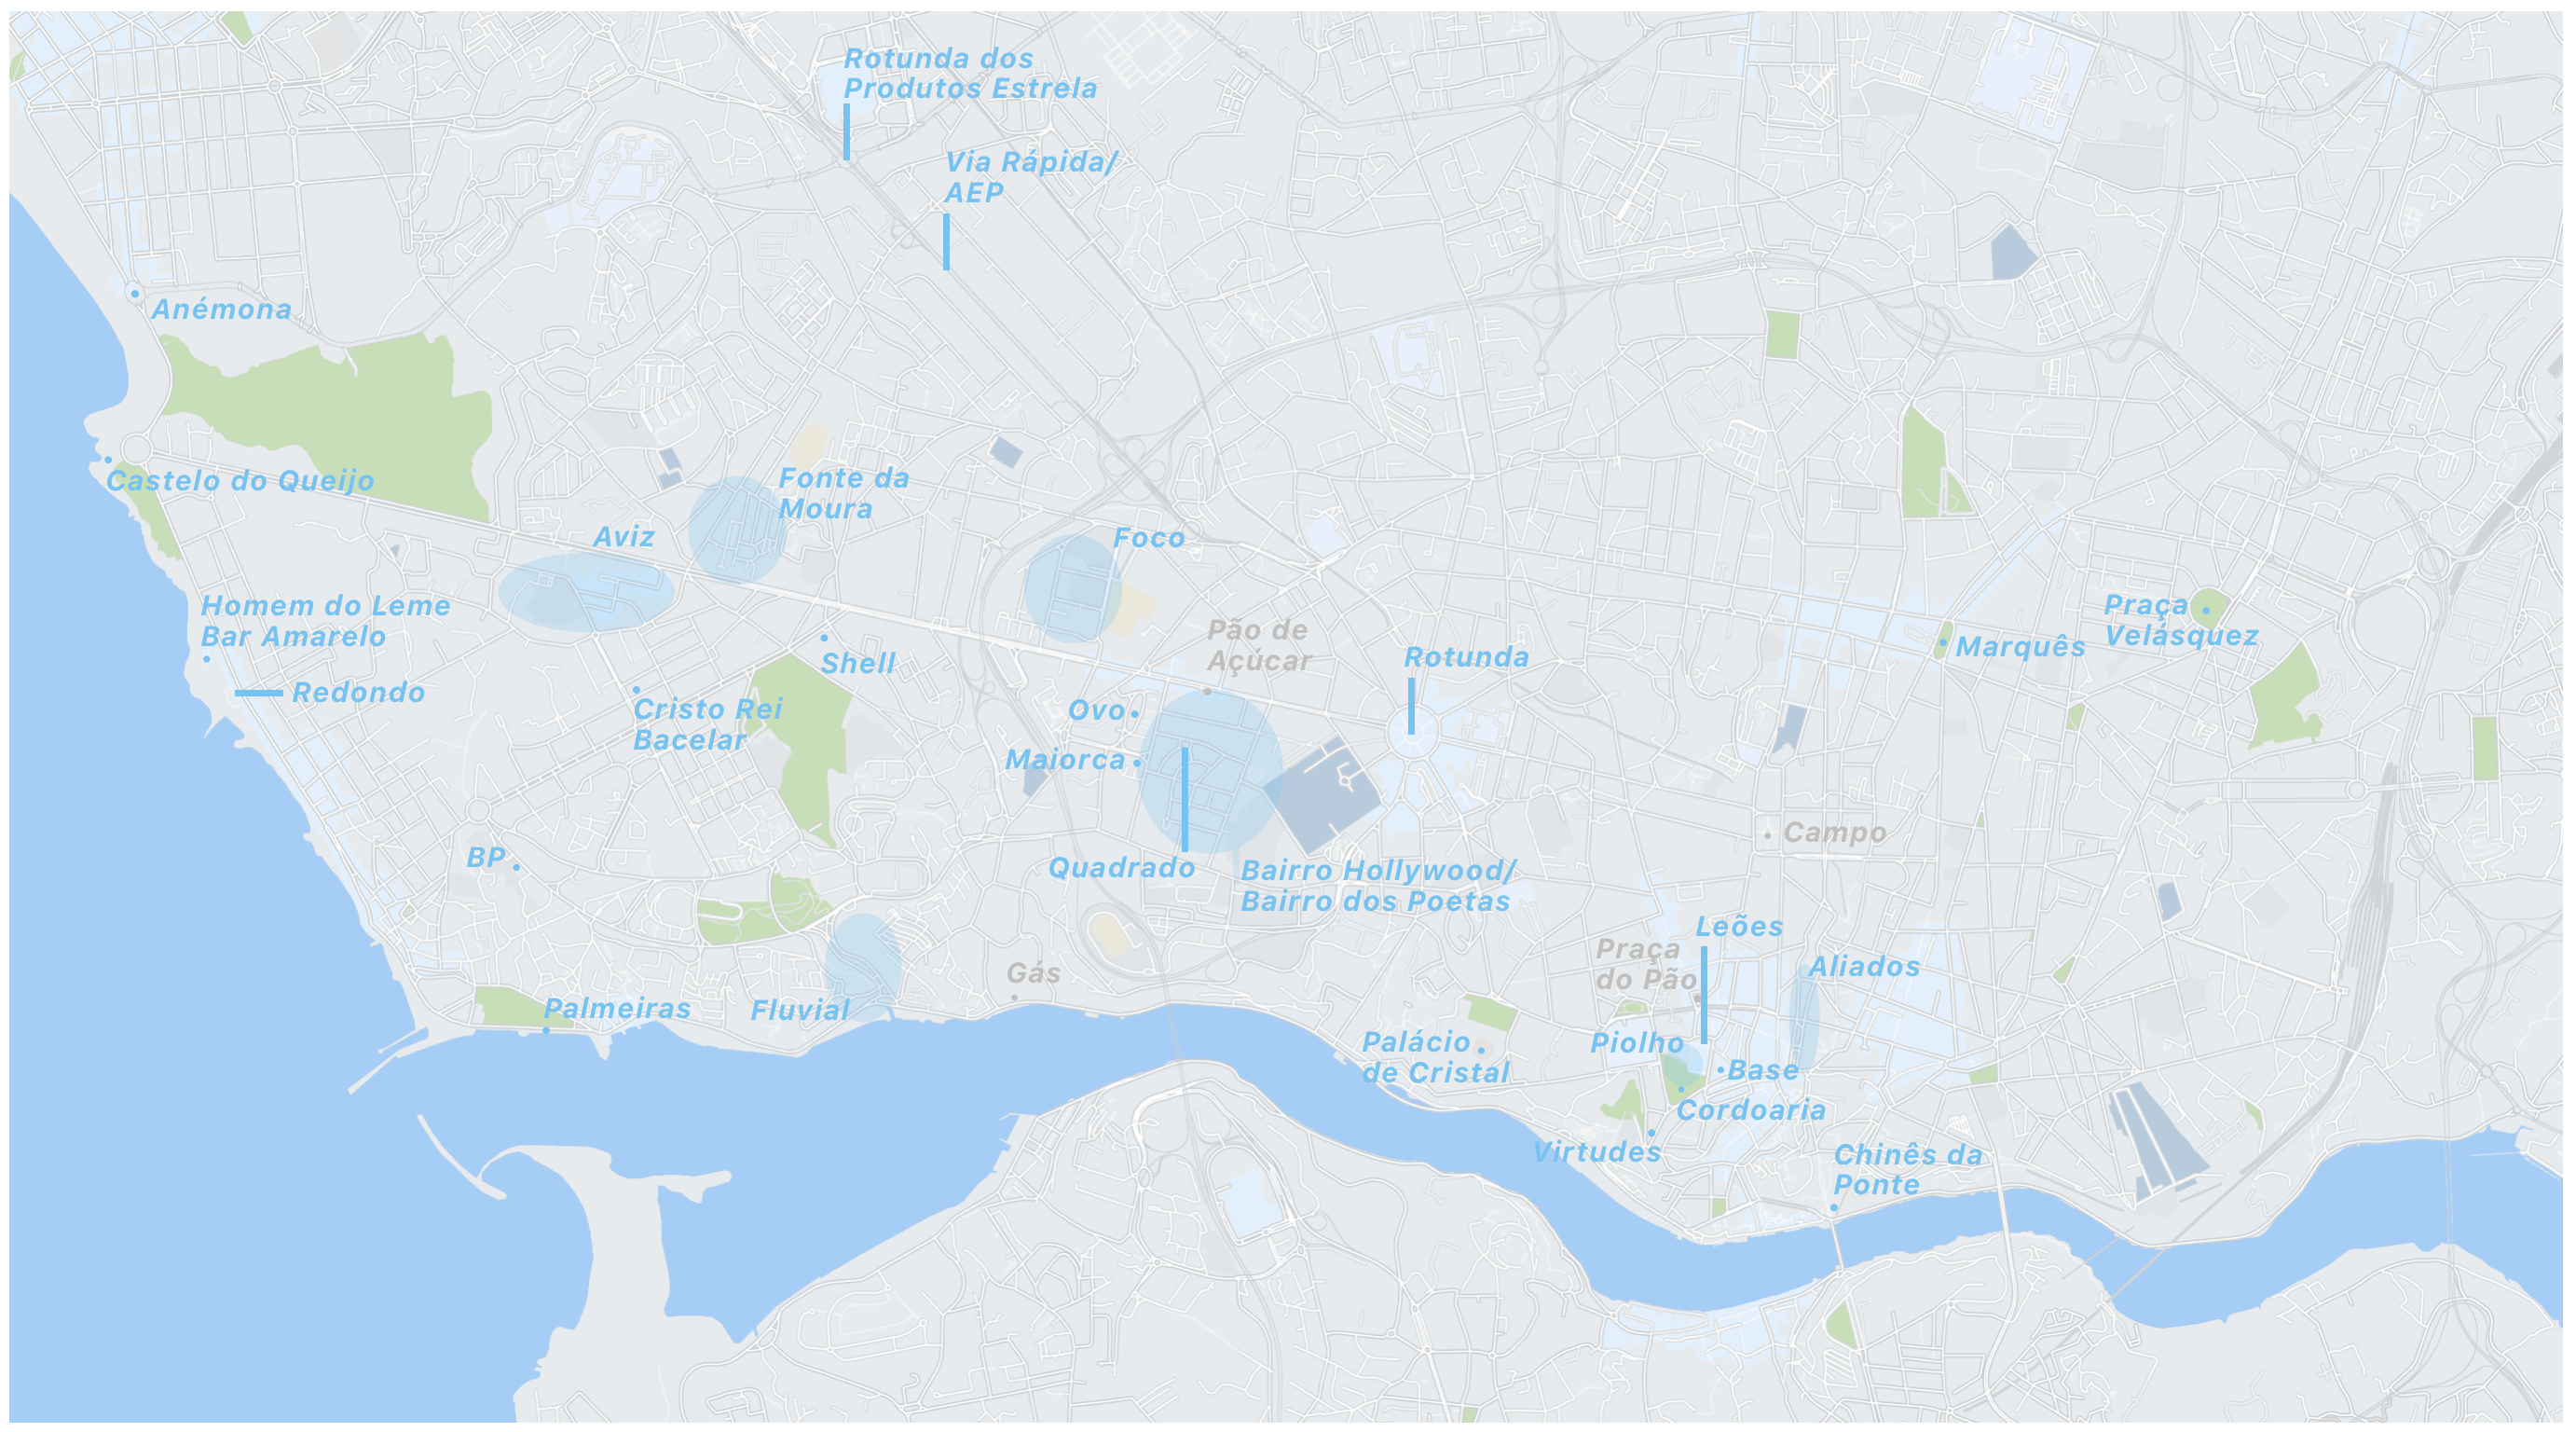 Rotunda dos
Produtos Estrela
Via Rápida/
AEP
Anémona
Castelo do Queijo
Fonte da
Moura
Aviz
Foco
Homem do Leme
Bar Amarelo
Redondo
Shell
Cristo Rei
Bacelar
Pão de
Açúcar
Rotunda
Praça
Velásquez
Marquês
Ovo
Maiorca
Quadrado
Bairro Hollywood/
Bairro dos Poetas
Campo
BP
Leões
Praça
do Pão
Aliados
Gás
Palmeiras
Fluvial
Palácio
de Cristal
Piolho
Base
Cordoaria
Virtudes
Chinês da
Ponte